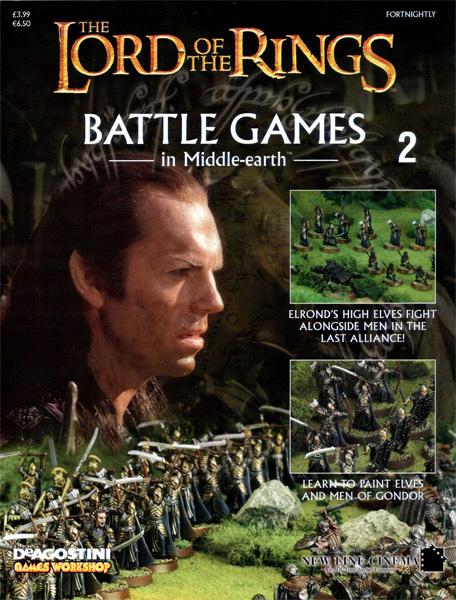 £3.99
€6.50
FORTNIGHTLY
THE
LORD OF THE RINGS
BATTLE GAMES
in Middle-earth™
2
ELROND'S HIGH ELVES FIGHT
ALONGSIDE MEN IN THE
LAST ALLIANCE!
LEARN TO PAINT ELVES
AND MEN OF GONDOR
DeAGOSTINI
GAMES WORKSHOP
NEW LINE CINEMA